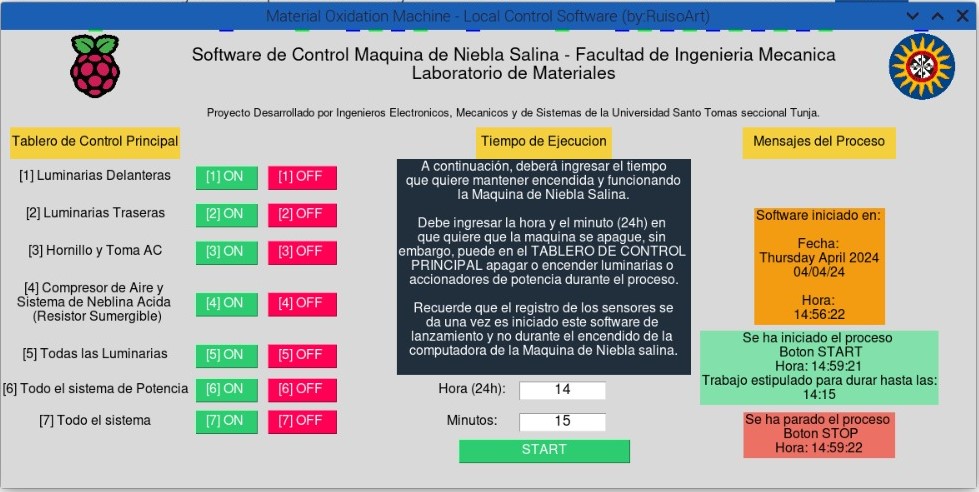 Material Oxidation Machine - Local Control Software (by:RuisoArt)
Software de Control Maquina de Niebla Salina - Facultad de Ingenieria Mecanica
Laboratorio de Materiales
Proyecto Desarrollado por Ingenieros Electronicos, Mecanicos y de Sistemas de la Universidad Santo Tomas seccional Tunja.
Tablero de Control Principal
[1] Luminarias Delanteras
[1] ON
[1] OFF
[2] Luminarias Traseras
[2] ON
[2] OFF
[3] Hornillo y Toma AC
[3] ON
[3] OFF
[4] Compresor de Aire y
Sistema de Neblina Acida
(Resistor Sumergible)
[4] ON
[4] OFF
[5] Todas las Luminarias
[5] ON
[5] OFF
[6] Todo el sistema de Potencia
[6] ON
[6] OFF
[7] Todo el sistema
[7] ON
[7] OFF
Tiempo de Ejecucion
A continuación, deberá ingresar el tiempo
que quiere mantener encendida y funcionando
la Maquina de Niebla Salina.
Debe ingresar la hora y el minuto (24h) en
que quiere que la maquina se apague, sin
embargo, puede en el TABLERO DE CONTROL
PRINCIPAL apagar o encender luminarias o
accionadores de potencia durante el proceso.
Recuerde que el registro de los sensores se
da una vez es iniciado este software de
lanzamiento y no durante el encendido de la
computadora de la Maquina de Niebla salina.
Hora (24h):
14
Minutos:
15
START
Mensajes del Proceso
Software iniciado en:
Fecha:
Thursday April 2024
04/04/24
Hora:
14:56:22
Se ha iniciado el proceso
Boton START
Hora: 14:59:21
Trabajo estipulado para durar hasta las:
14:15
Se ha parado el proceso
Boton STOP
Hora: 14:59:22